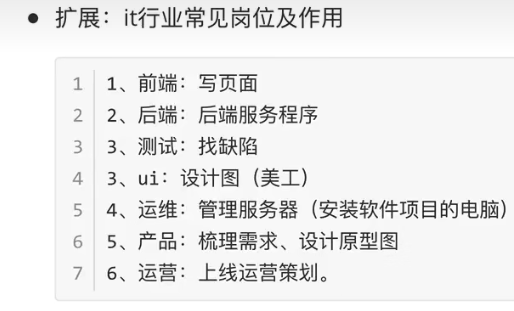 • 扩展：it行业常见岗位及作用
1 1、前端：写页面
2 2、后端：后端服务程序
3 3、测试：找缺陷
4 3、ui：设计图（美工）
5 4、运维：管理服务器（安装软件项目的电脑）
6 5、产品：梳理需求、设计原型图
7 6、运营：上线运营策划。